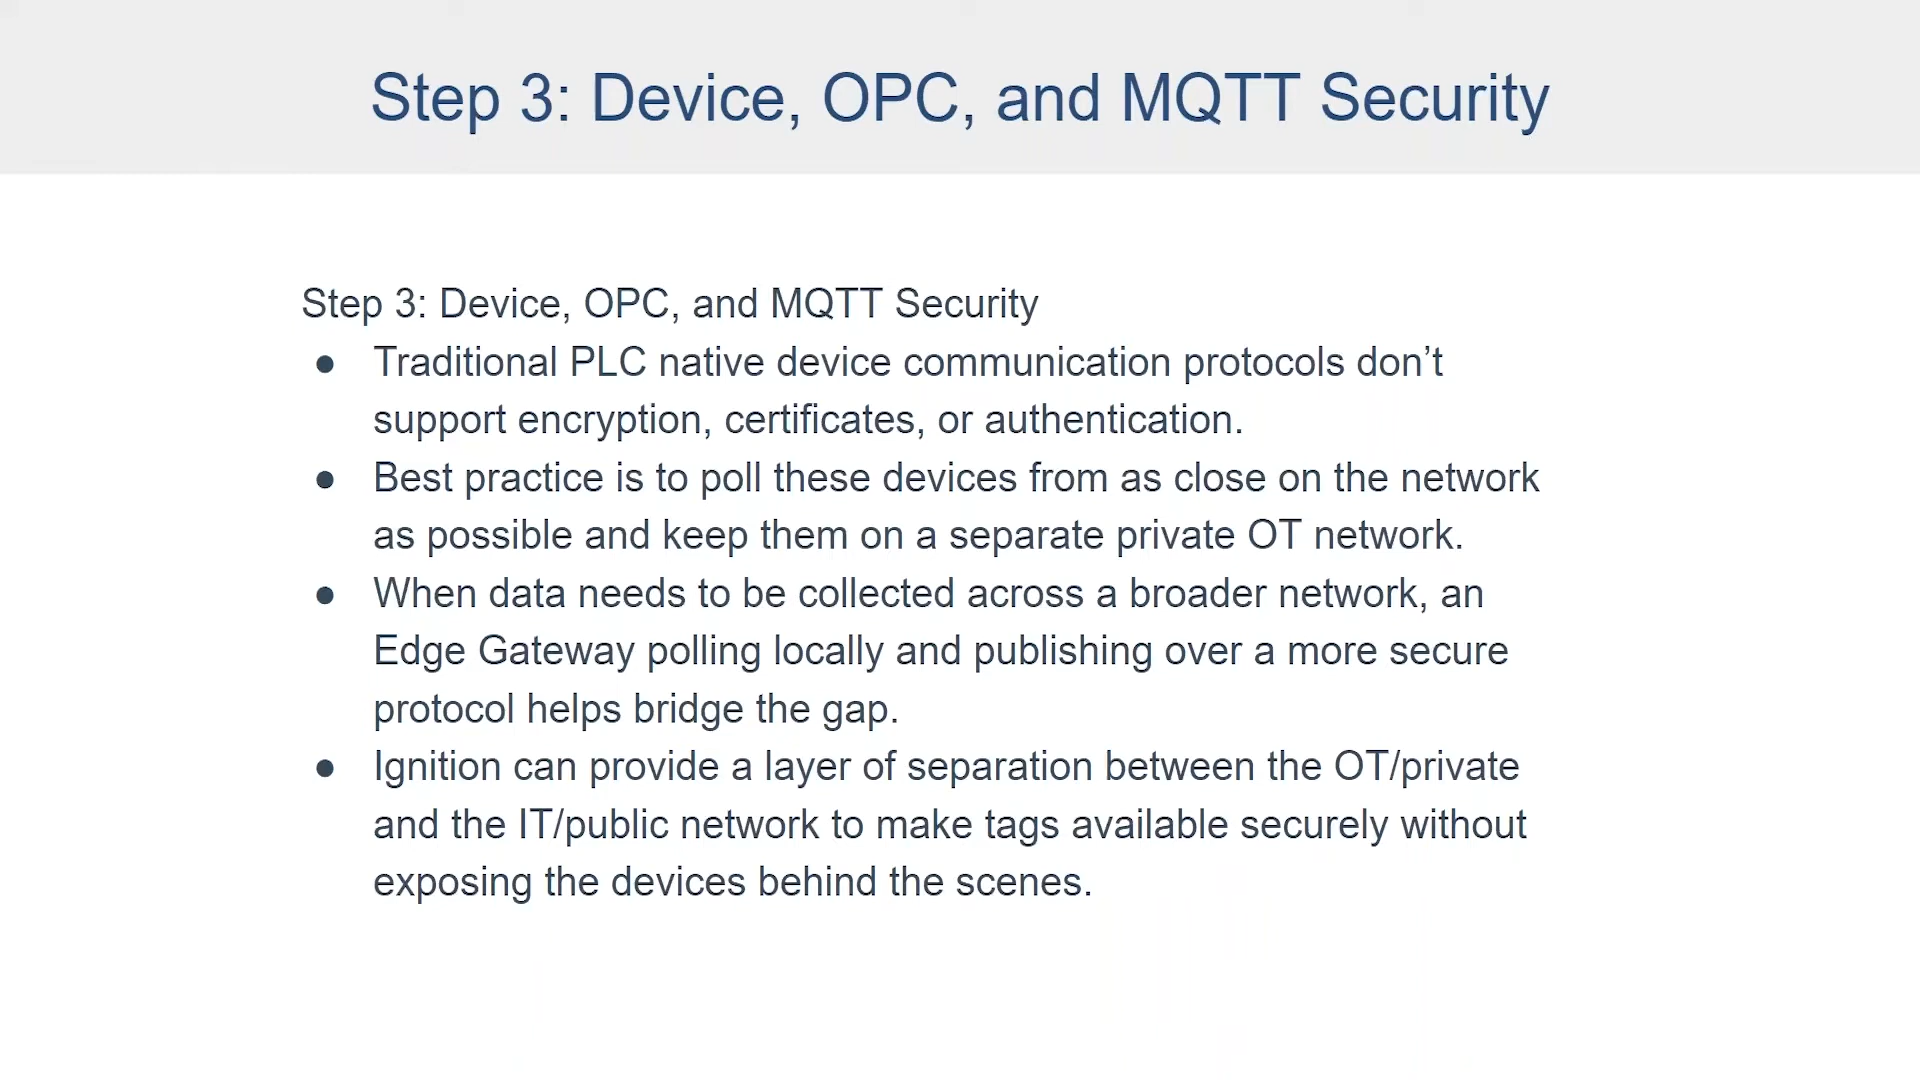 Step 3: Device, OPC, and MQTT Security
Step 3: Device, OPC, and MQTT Security
● Traditional PLC native device communication protocols don’t
support encryption, certificates, or authentication.
● Best practice is to poll these devices from as close on the network
as possible and keep them on a separate private OT network.
● When data needs to be collected across a broader network, an
Edge Gateway polling locally and publishing over a more secure
protocol helps bridge the gap.
● Ignition can provide a layer of separation between the OT/private
and the IT/public network to make tags available securely without
exposing the devices behind the scenes.